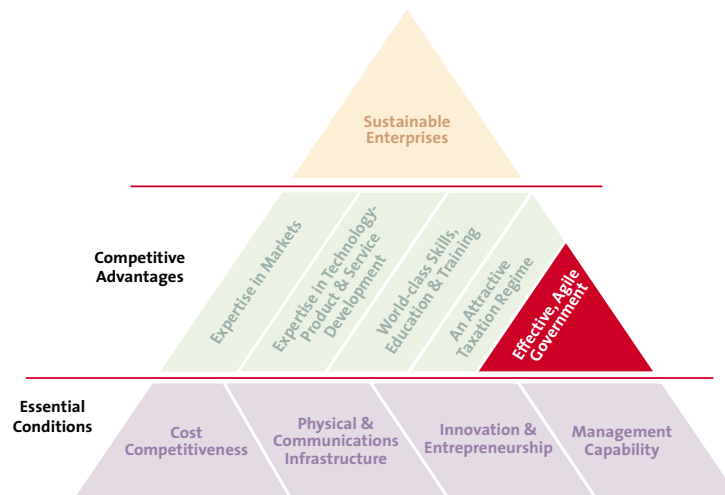 Sustainable
Enterprises
Competitive
Advantages
Expertise in Markets
Expertise in Technology-
Product & Service
Development
World-class Skills,
Education & Training
An Attractive
Taxation Regime
Effective, Agile
Government
Essential
Conditions
Cost
Competitiveness
Physical &
Communications
Infrastructure
Innovation &
Entrepreneurship
Management
Capability